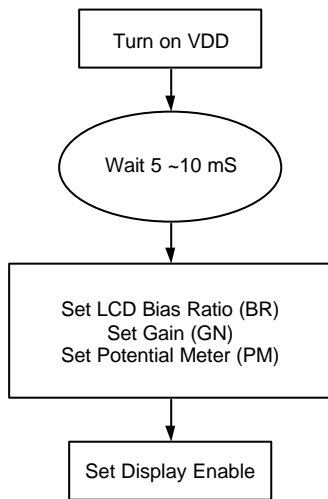 Turn on VDD
Wait 5 ~10 mS
Set LCD Bias Ratio (BR)
Set Gain (GN)
Set Potential Meter (PM)
Set Display Enable